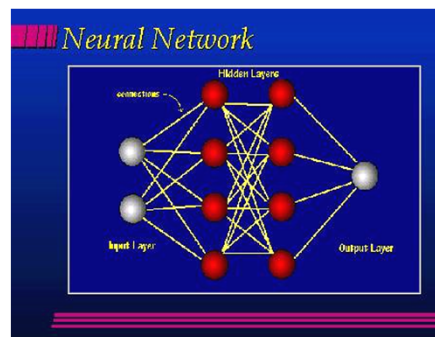 Neural Network
Hidden Layers
connections
Input Layer
Output Layer